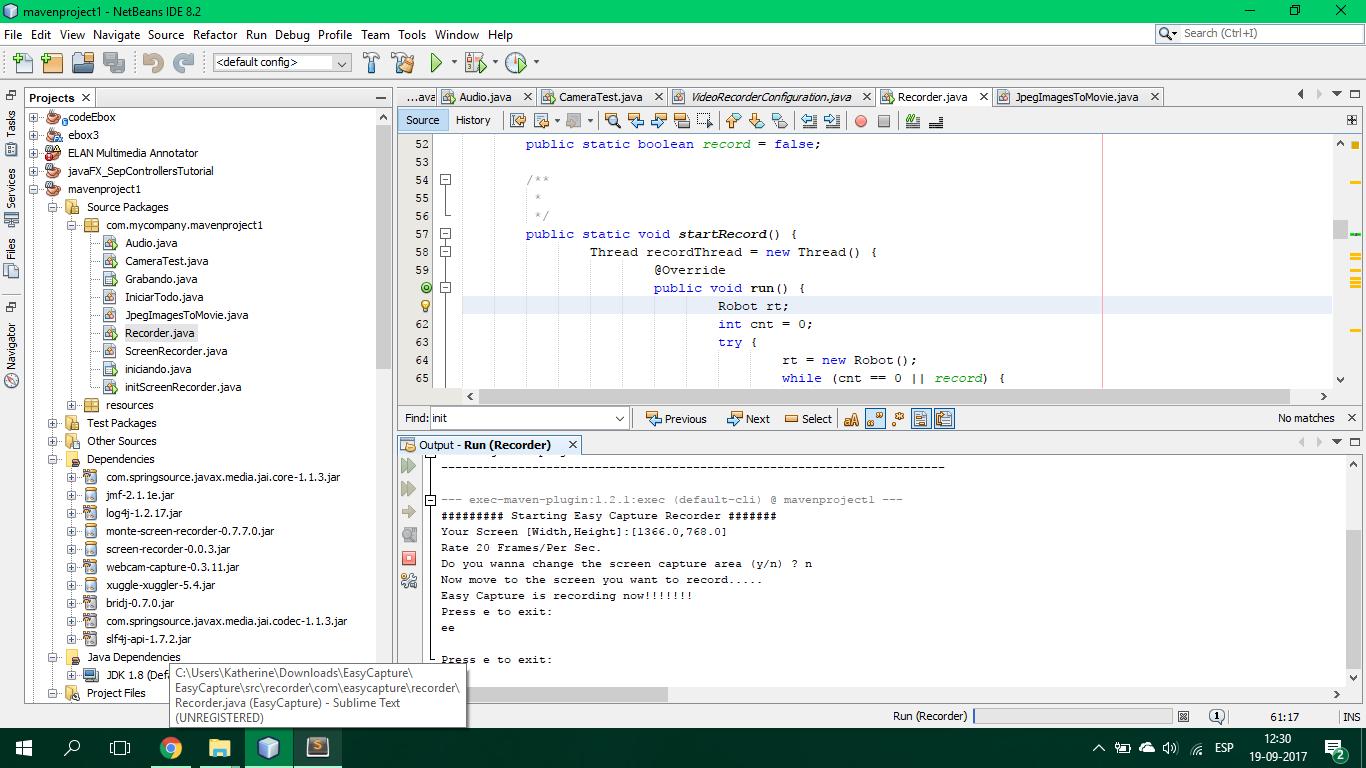 mavenproject1 - NetBeans IDE 8.2
File Edit View Navigate Source Refactor Run Debug Profile Team Tools Window Help
Search (Ctrl+I)
<default config>
Tasks
Services
Files
Navigator
Projects
codeEbox
ebox3
ELAN Multimedia Annotator
javaFX_SepControllersTutorial
mavenproject1
Source Packages
com.mycompany.mavenproject1
Audio.java
CameraTest.java
Grabando.java
IniciarTodo.java
JpegImagesToMovie.java
Recorder.java
ScreenRecorder.java
iniciando.java
initScreenRecorder.java
resources
Test Packages
Other Sources
Dependencies
com.springsource.javax.media.jai.core-1.1.3.jar
jmf-2.1.1e.jar
log4j-1.2.17.jar
monte-screen-recorder-0.7.7.0.jar
screen-recorder-0.0.3.jar
webcam-capture-0.3.11.jar
xuggle-xuggler-5.4.jar
bridj-0.7.0.jar
com.springsource.javax.media.jai.codec-1.1.3.jar
slf4j-api-1.7.2.jar
Java Dependencies
JDK 1.8 (Defa
Project Files
C:\Users\Katherine\Downloads\EasyCapture\
EasyCapture\src\recorder\com\easycapture\recorder\
Recorder.java (EasyCapture) - Sublime Text
(UNREGISTERED)
...ava Audio.java CameraTest.java VideoRecorderConfiguration.java Recorder.java JpegImagesToMovie.java
Source History
52 public static boolean record = false;
53
54 /**
55 *
56 */
57 public static void startRecord() {
58 Thread recordThread = new Thread() {
59 @Override
public void run() {
Robot rt;
62 int cnt = 0;
63 try {
64 rt = new Robot();
65 while (cnt == 0 || record) {
Find: init Previous Next Select aA No matches
Output - Run (Recorder)
------------------------------------------------------------------------
--- exec-maven-plugin:1.2.1:exec (default-cli) @ mavenproject1 ---
######### Starting Easy Capture Recorder #######
Your Screen [Width,Height]:[1366.0,768.0]
Rate 20 Frames/Per Sec.
Do you wanna change the screen capture area (y/n) ? n
Now move to the screen you want to record.....
Easy Capture is recording now!!!!!!!
Press e to exit:
ee
Press e to exit:
Run (Recorder) 1 61:17 INS
ESP
12:30
19-09-2017
2